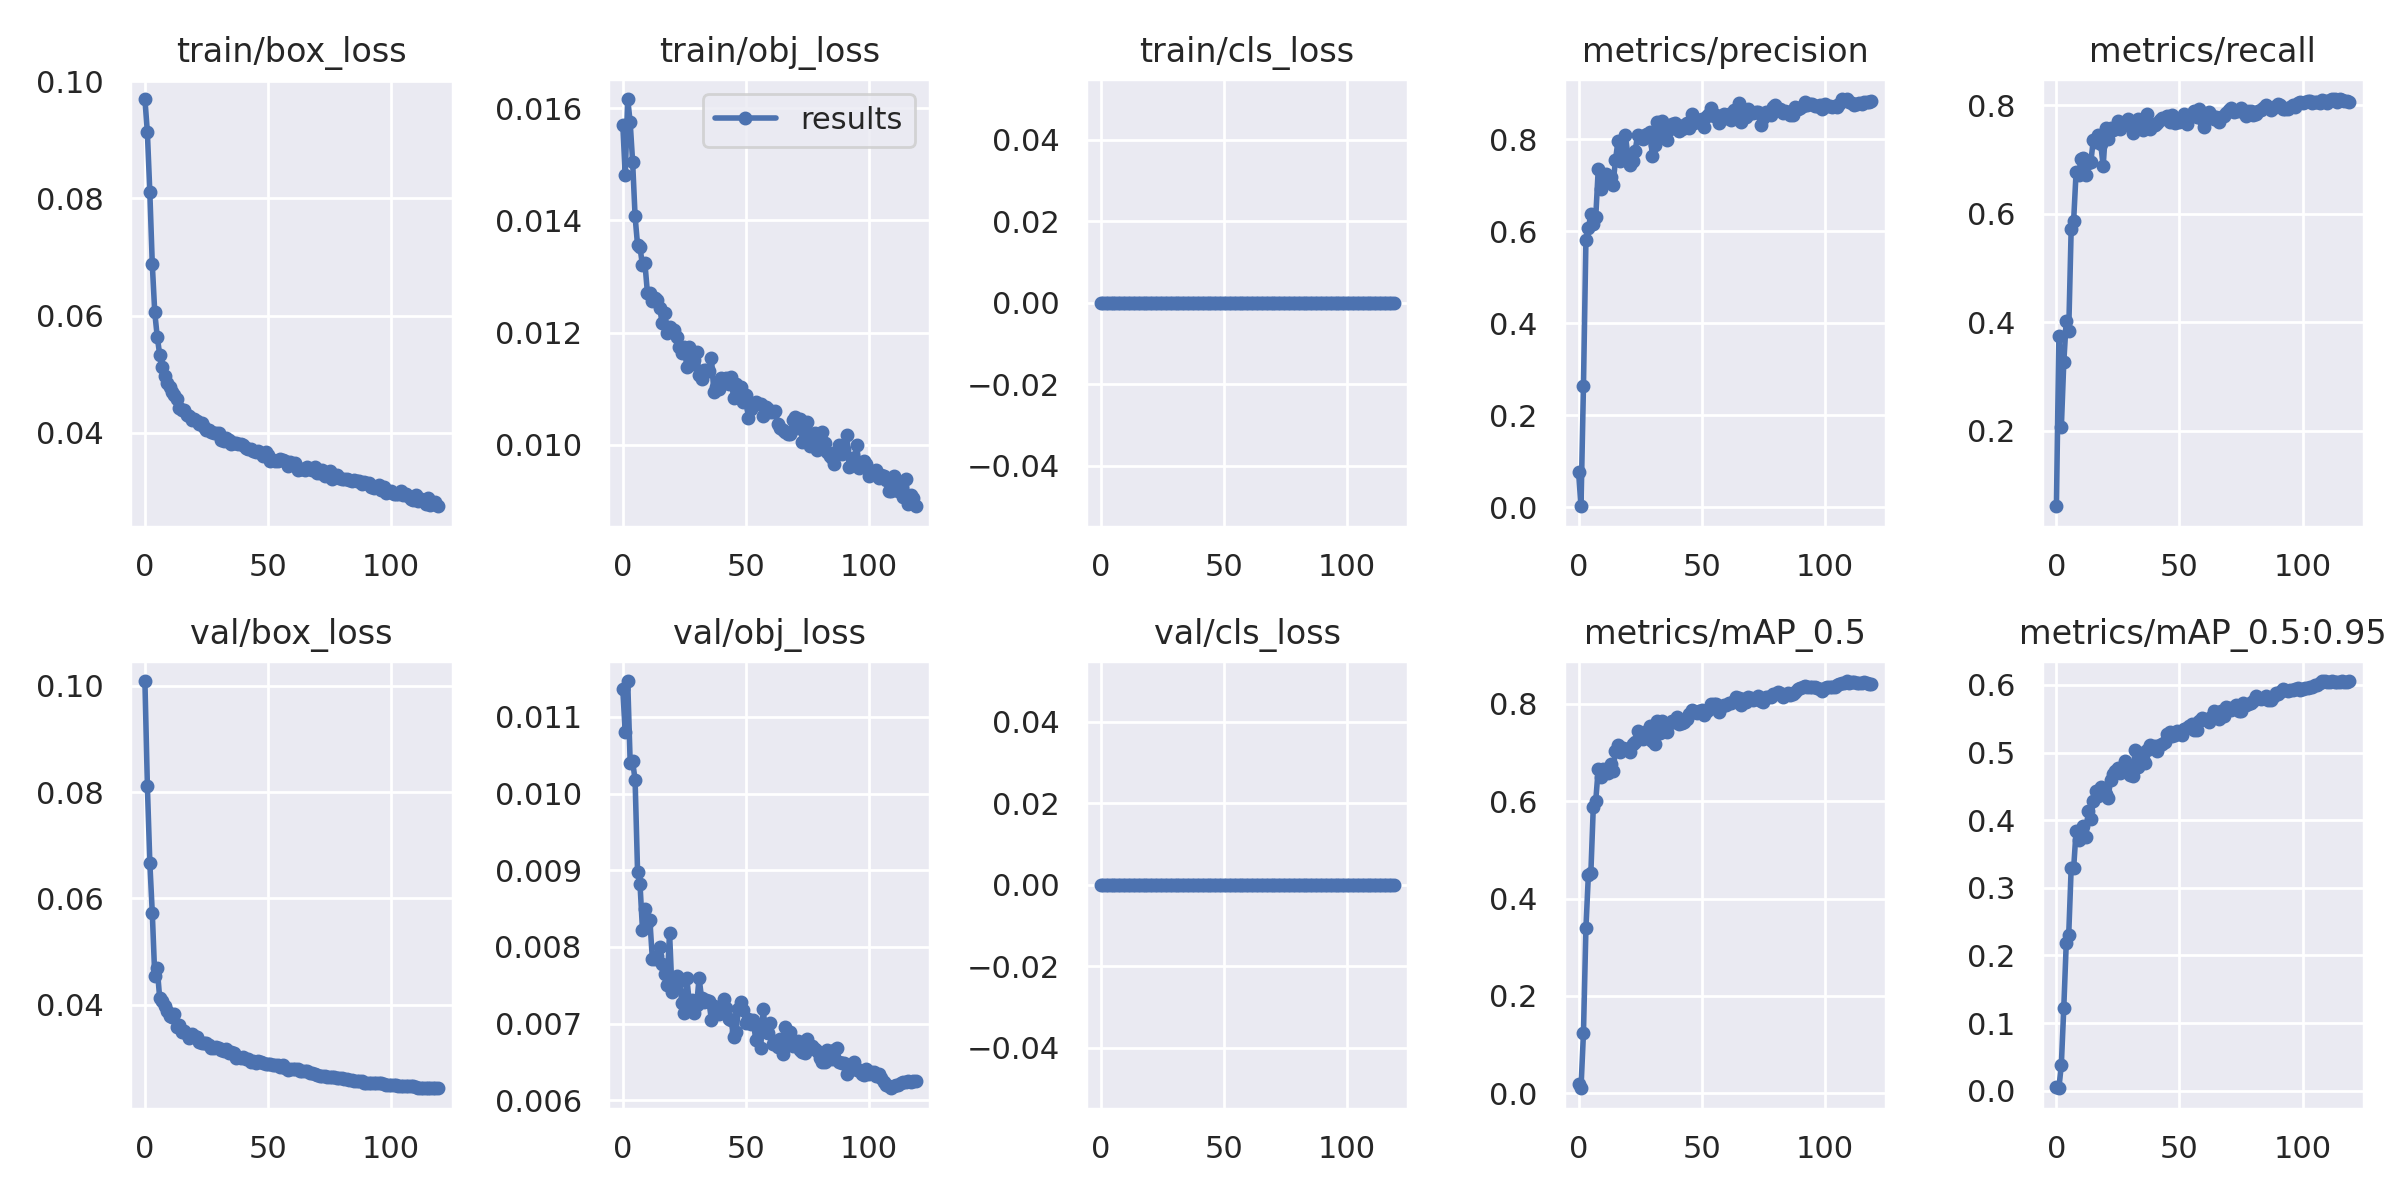 train/box_loss
0.10
0.08
0.06
0.04
0 50 100
train/obj_loss
results
0.016
0.014
0.012
0.010
0 50 100
train/cls_loss
0.04
0.02
0.00
−0.02
−0.04
0 50 100
metrics/precision
0.8
0.6
0.4
0.2
0.0
0 50 100
metrics/recall
0.8
0.6
0.4
0.2
0 50 100
val/box_loss
0.10
0.08
0.06
0.04
0 50 100
val/obj_loss
0.011
0.010
0.009
0.008
0.007
0.006
0 50 100
val/cls_loss
0.04
0.02
0.00
−0.02
−0.04
0 50 100
metrics/mAP_0.5
0.8
0.6
0.4
0.2
0.0
0 50 100
metrics/mAP_0.5:0.95
0.6
0.5
0.4
0.3
0.2
0.1
0.0
0 50 100